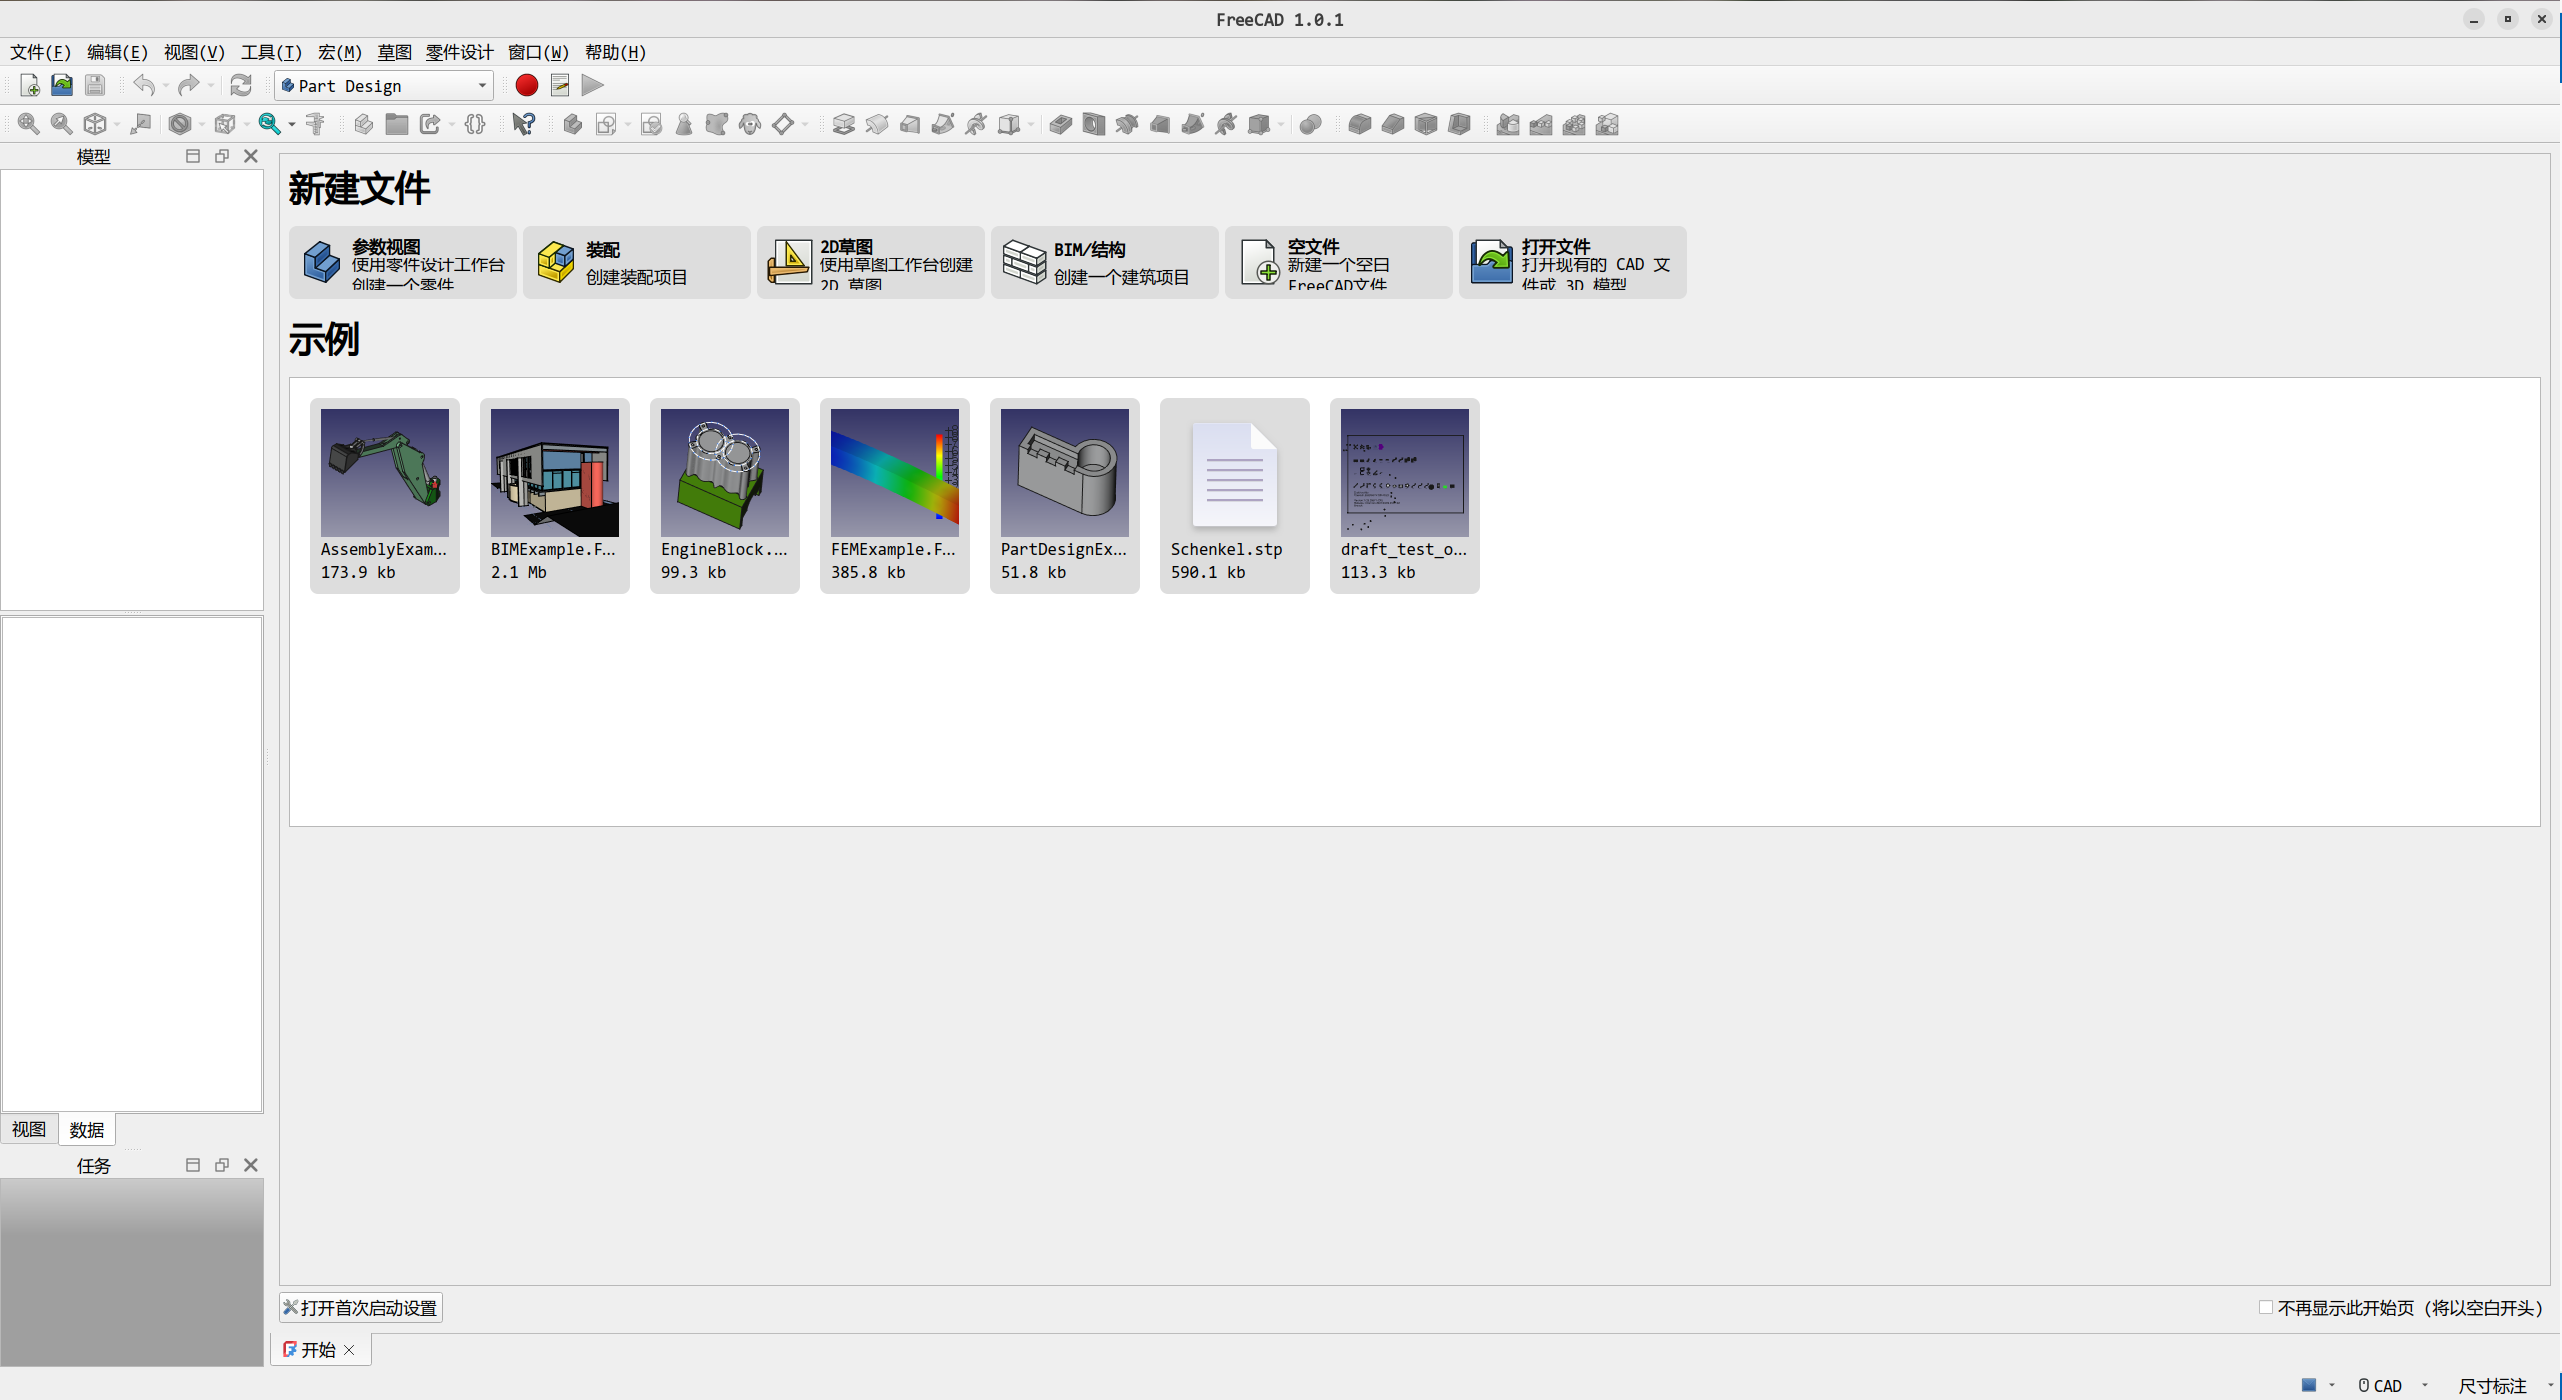 FreeCAD 1.0.1
文件(F) 编辑(E) 视图(V) 工具(T) 宏(M) 草图 零件设计 窗口(W) 帮助(H)
Part Design
模型
新建文件
参数视图
使用零件设计工作台
创建一个零件
装配
创建装配项目
2D草图
使用草图工作台创建
2D 草图
BIM/结构
创建一个建筑项目
空文件
新建一个空白
FreeCAD文件
打开文件
打开现有的 CAD 文
件或 3D 模型
示例
AssemblyExam...
173.9 kb
BIMExample.F...
2.1 Mb
EngineBlock....
99.3 kb
FEMExample.F...
385.8 kb
PartDesignEx...
51.8 kb
Schenkel.stp
590.1 kb
draft_test_o...
113.3 kb
视图 数据
任务
打开首次启动设置
不再显示此开始页 (将以空白开头)
开始
CAD
尺寸标注